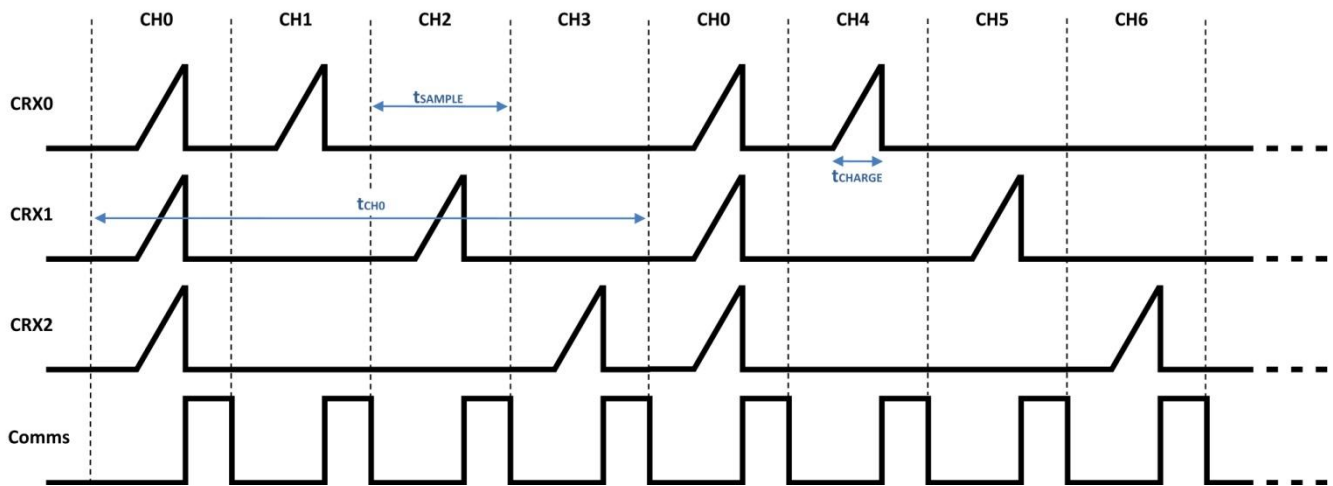 CH0 CH1 CH2 CH3 CH0 CH4 CH5 CH6
CRX0
tSAMPLE
tCHARGE
CRX1
tCH0
CRX2
Comms